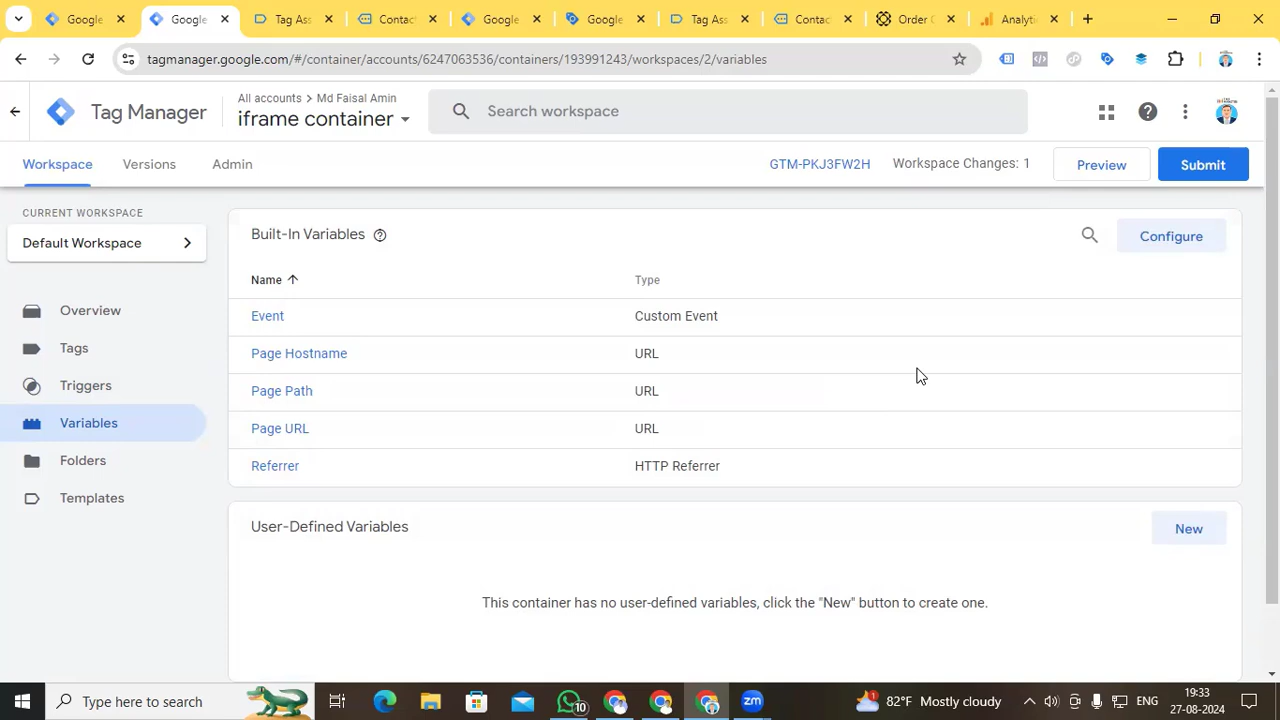 Google
Google
Tag Ass
Contac
Google
Google
Tag Ass
Contac
Order C
Analytic
tagmanager.google.com/#/container/accounts/6247063536/containers/193991243/workspaces/2/variables
Tag Manager
All accounts > Md Faisal Amin
iframe container
Search workspace
Workspace
Versions
Admin
GTM-PKJ3FW2H
Workspace Changes: 1
Preview
Submit
CURRENT WORKSPACE
Default Workspace
Overview
Tags
Triggers
Variables
Folders
Templates
Built-In Variables
Configure
Name
Type
Event
Custom Event
Page Hostname
URL
Page Path
URL
Page URL
URL
Referrer
HTTP Referrer
User-Defined Variables
New
This container has no user-defined variables, click the "New" button to create one.
Type here to search
10
zm
1
82°F Mostly cloudy
ENG
19:33
27-08-2024